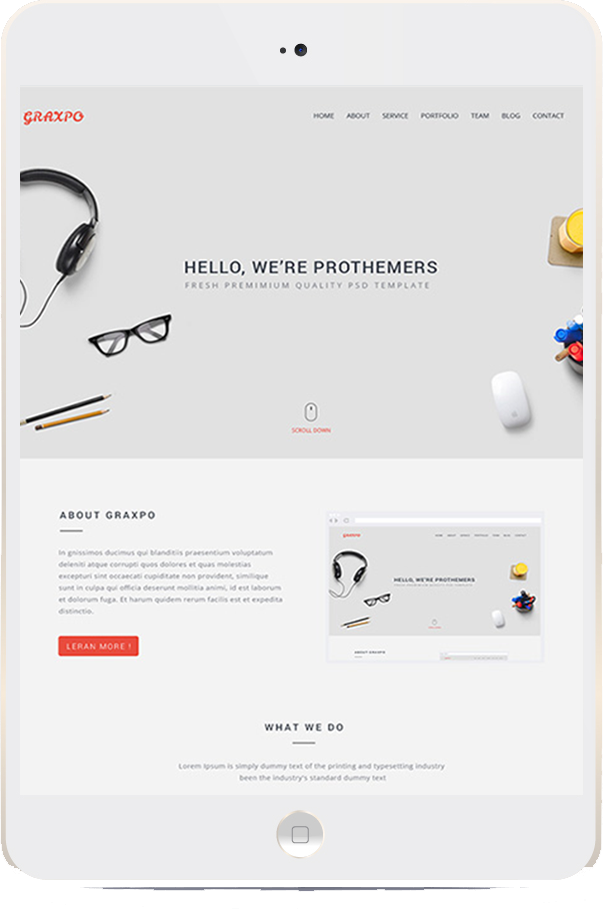 GRAXPO
HOME ABOUT SERVICE PORTFOLIO TEAM BLOG CONTACT
HELLO, WE'RE PROTHEMERS
FRESH PREMIMIUM QUALITY PSD TEMPLATE
SCROLL DOWN
ABOUT GRAXPO
In gnissimos ducimus qui blanditiis praesentium voluptatum
deleniti atque corrupti quos dolores et quas molestias
excepturi sint occaecati cupiditate non provident, similique
sunt in culpa qui officia deserunt mollitia animi, id est laborum
et dolorum fuga. Et harum quidem rerum facilis est et expedita
distinctio.
LERAN MORE !
GRAXPO
HOME ABOUT SERVICE PORTFOLIO TEAM BLOG CONTACT
HELLO, WE'RE PROTHEMERS
FRESH PREMIMIUM QUALITY PSD TEMPLATE
ABOUT GRAXPO
WHAT WE DO
Lorem Ipsum is simply dummy text of the printing and typesetting industry
been the industry's standard dummy text